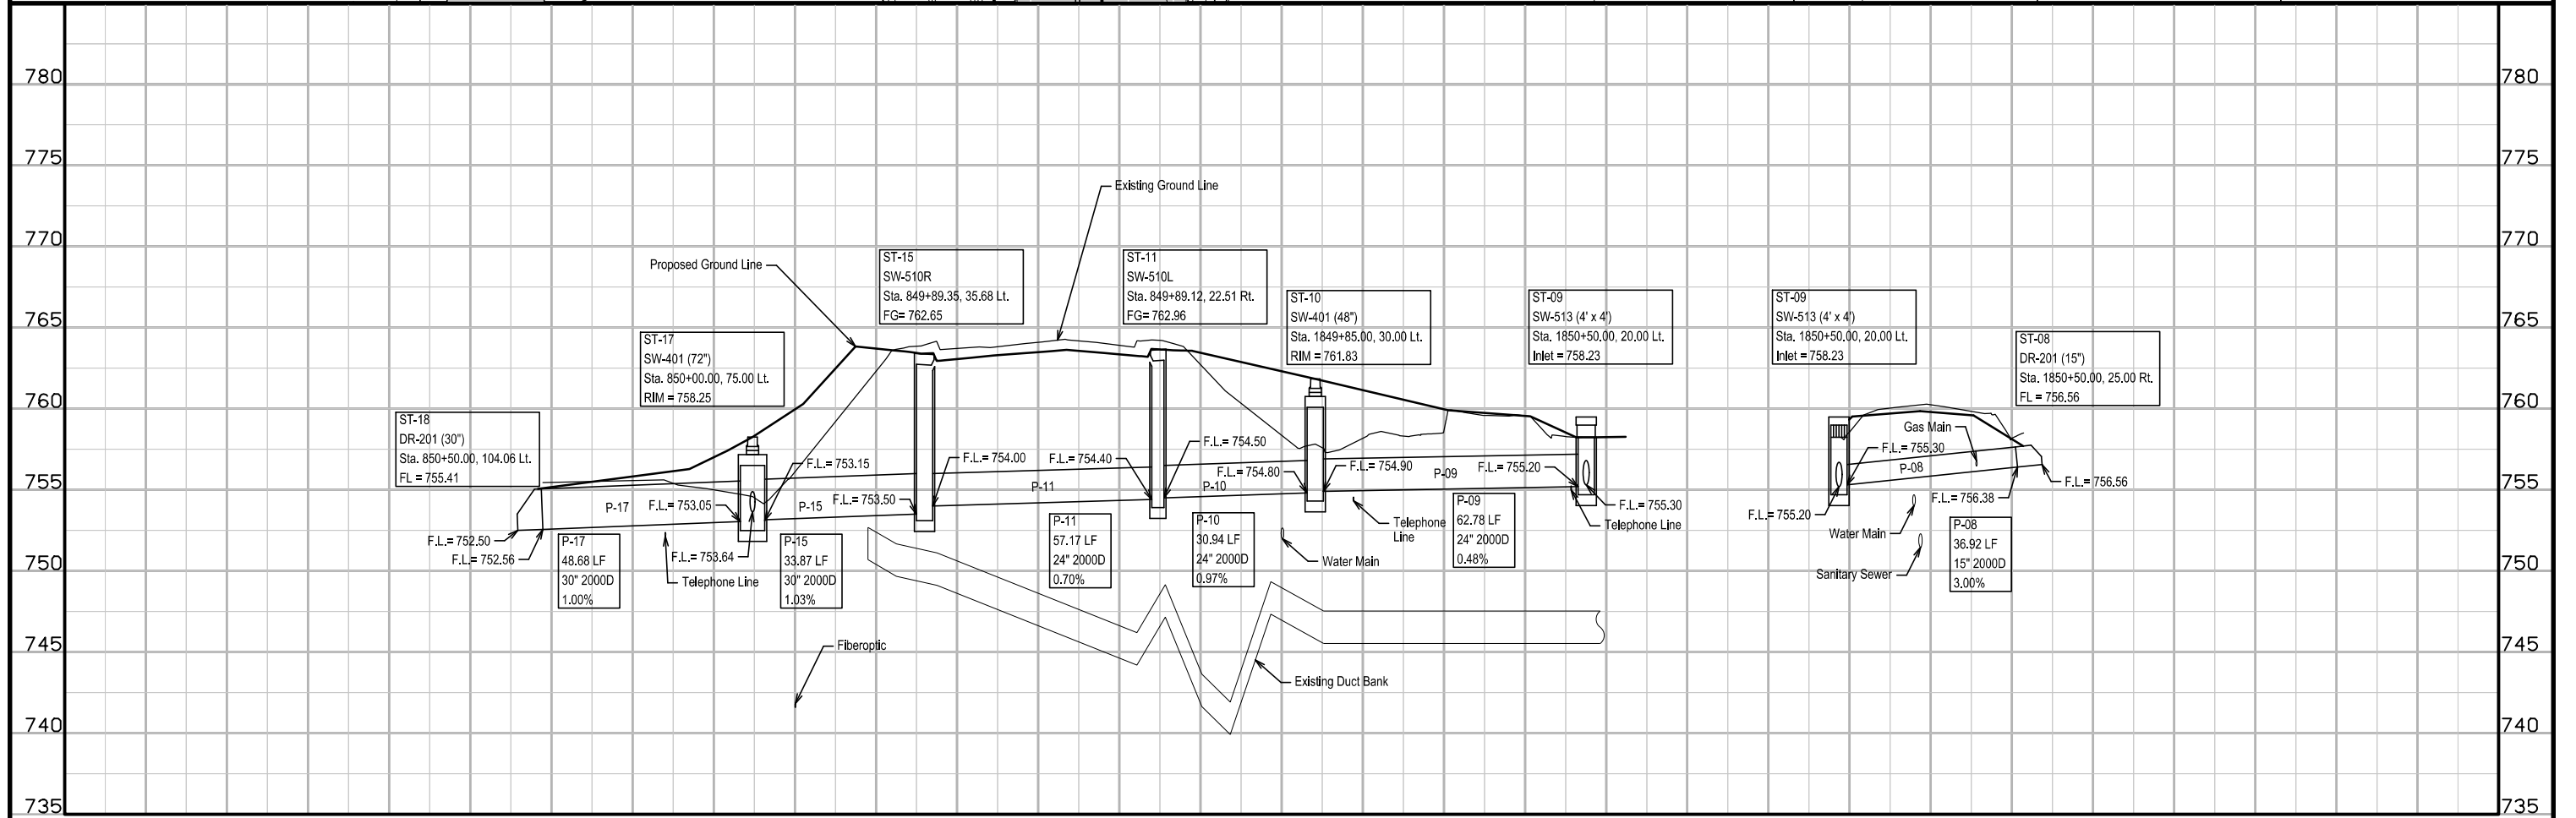 780
775
770
765
760
755
750
745
740
735
780
775
770
765
760
755
750
745
740
735
Existing Ground Line
Proposed Ground Line
ST-18
DR-201 (30")
Sta. 850+50.00, 104.06 Lt.
FL = 755.41
ST-17
SW-401 (72")
Sta. 850+00.00, 75.00 Lt.
RIM = 758.25
ST-15
SW-510R
Sta. 849+89.35, 35.68 Lt.
FG= 762.65
ST-11
SW-510L
Sta. 849+89.12, 22.51 Rt.
FG= 762.96
ST-10
SW-401 (48")
Sta. 1849+85.00, 30.00 Lt.
RIM = 761.83
ST-09
SW-513 (4' x 4')
Sta. 1850+50.00, 20.00 Lt.
Inlet = 758.23
ST-09
SW-513 (4' x 4')
Sta. 1850+50.00, 20.00 Lt.
Inlet = 758.23
ST-08
DR-201 (15")
Sta. 1850+50.00, 25.00 Rt.
FL = 756.56
F.L.= 752.50
F.L.= 752.56
P-17
F.L.= 753.05
F.L.= 753.64
F.L.= 753.15
P-15
F.L.= 753.50
F.L.= 754.00
P-11
F.L.= 754.40
F.L.= 754.50
P-10
F.L.= 754.80
F.L.= 754.90
P-09
F.L.= 755.20
F.L.= 755.30
Telephone Line
Telephone
Line
Water Main
Telephone Line
P-17
48.68 LF
30" 2000D
1.00%
P-15
33.87 LF
30" 2000D
1.03%
P-11
57.17 LF
24" 2000D
0.70%
P-10
30.94 LF
24" 2000D
0.97%
P-09
62.78 LF
24" 2000D
0.48%
Fiberoptic
Existing Duct Bank
Gas Main
F.L.= 755.30
P-08
F.L.= 756.56
F.L.= 756.38
F.L.= 755.20
Water Main
Sanitary Sewer
P-08
36.92 LF
15" 2000D
3.00%